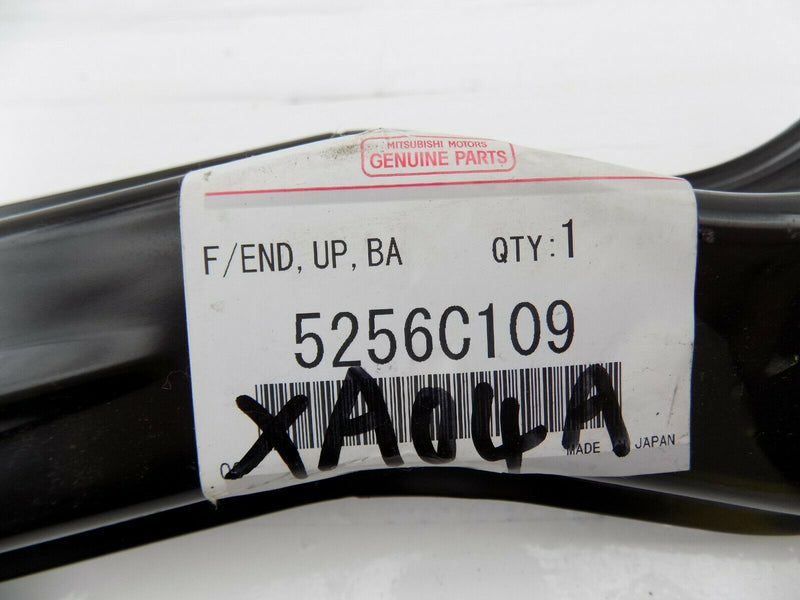 MITSUBISHI MOTORS
GENUINE PARTS
F/END, UP, BA QTY:1
5256C109
XA04A
MADE IN JAPAN